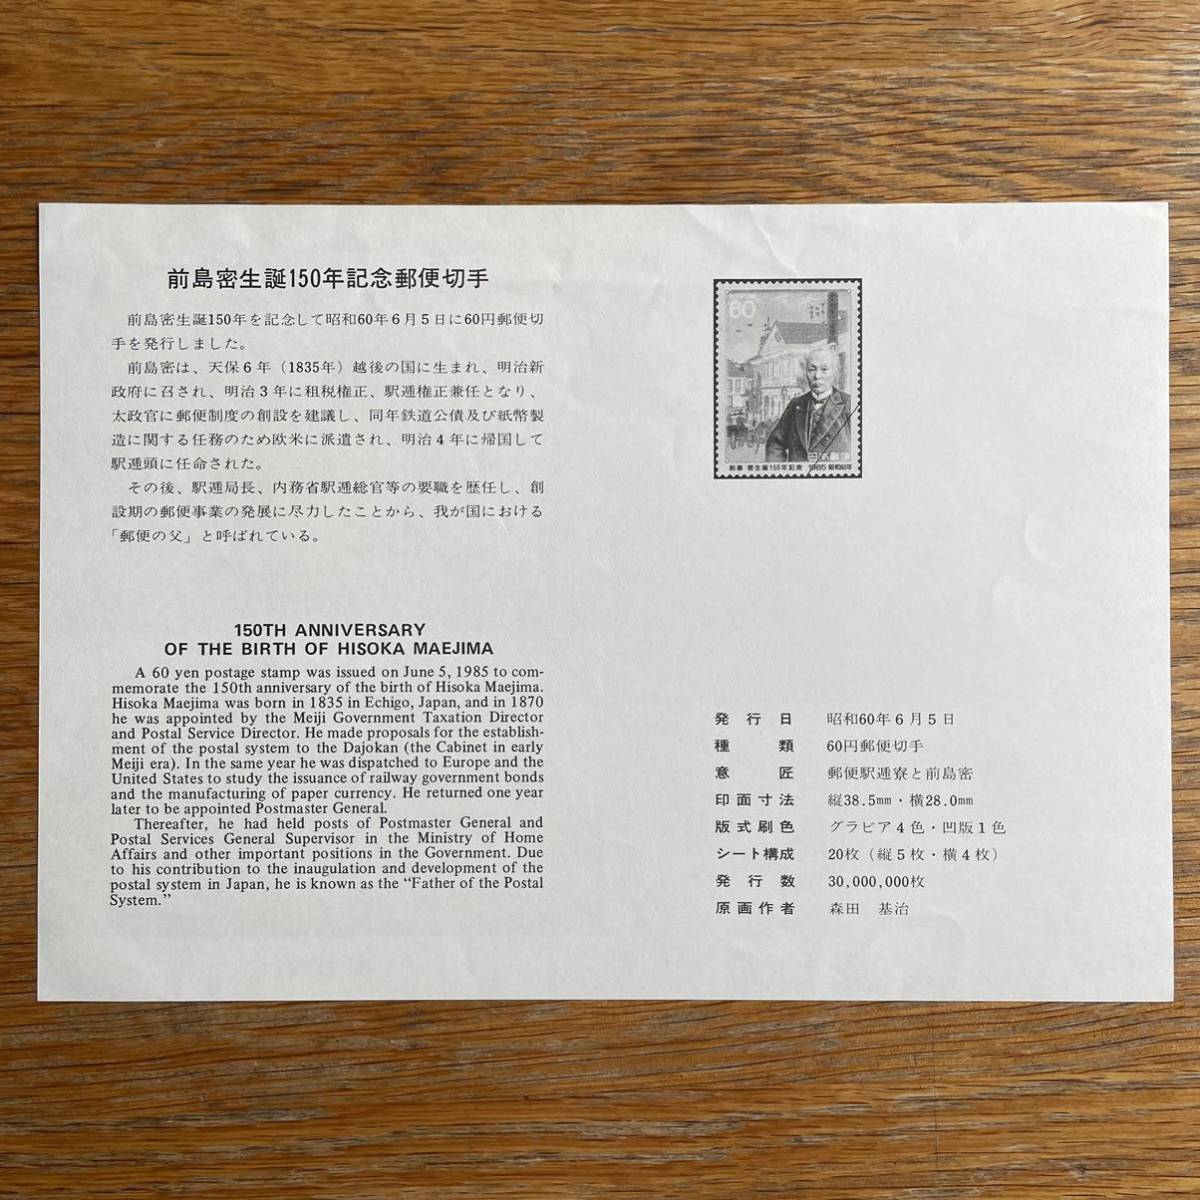 前島密生誕150年記念郵便切手
前島密生誕150年を記念して昭和60年6月5日に60円郵便切
手を発行しました。
前島密は、天保6年（1835年）越後の国に生まれ、明治新
政府に召され、明治3年に租税権正、駅逓権正兼任となり、
太政官に郵便制度の創設を建議し、同年鉄道公債及び紙幣製
造に関する任務のため欧米に派遣され、明治4年に帰国して
駅逓頭に任命された。
その後、駅逓局長、内務省駅逓総官等の要職を歴任し、創
設期の郵便事業の発展に尽力したことから、我が国における
「郵便の父」と呼ばれている。
150TH ANNIVERSARY
OF THE BIRTH OF HISOKA MAEJIMA
A 60 yen postage stamp was issued on June 5, 1985 to com-
memorate the 150th anniversary of the birth of Hisoka Maejima.
Hisoka Maejima was born in 1835 in Echigo, Japan, and in 1870
he was appointed by the Meiji Government Taxation Director
and Postal Service Director. He made proposals for the establish-
ment of the postal system to the Dajokan (the Cabinet in early
Meiji era). In the same year he was dispatched to Europe and the
United States to study the issuance of railway government bonds
and the manufacturing of paper currency. He returned one year
later to be appointed Postmaster General.
Thereafter, he had held posts of Postmaster General and
Postal Services General Supervisor in the Ministry of Home
Affairs and other important positions in the Government. Due
to his contribution to the inaugulation and development of the
postal system in Japan, he is known as the "Father of the Postal
System."
60
日本郵便
前島 密生誕150年記念 1985 昭和60年
発行日 昭和60年6月5日
種類 60円郵便切手
意匠 郵便駅逓寮と前島密
印面寸法 縦38.5mm・横28.0mm
版式刷色 グラビア4色・凹版1色
シート構成 20枚（縦5枚・横4枚）
発行数 30,000,000枚
原画作者 森田 基治